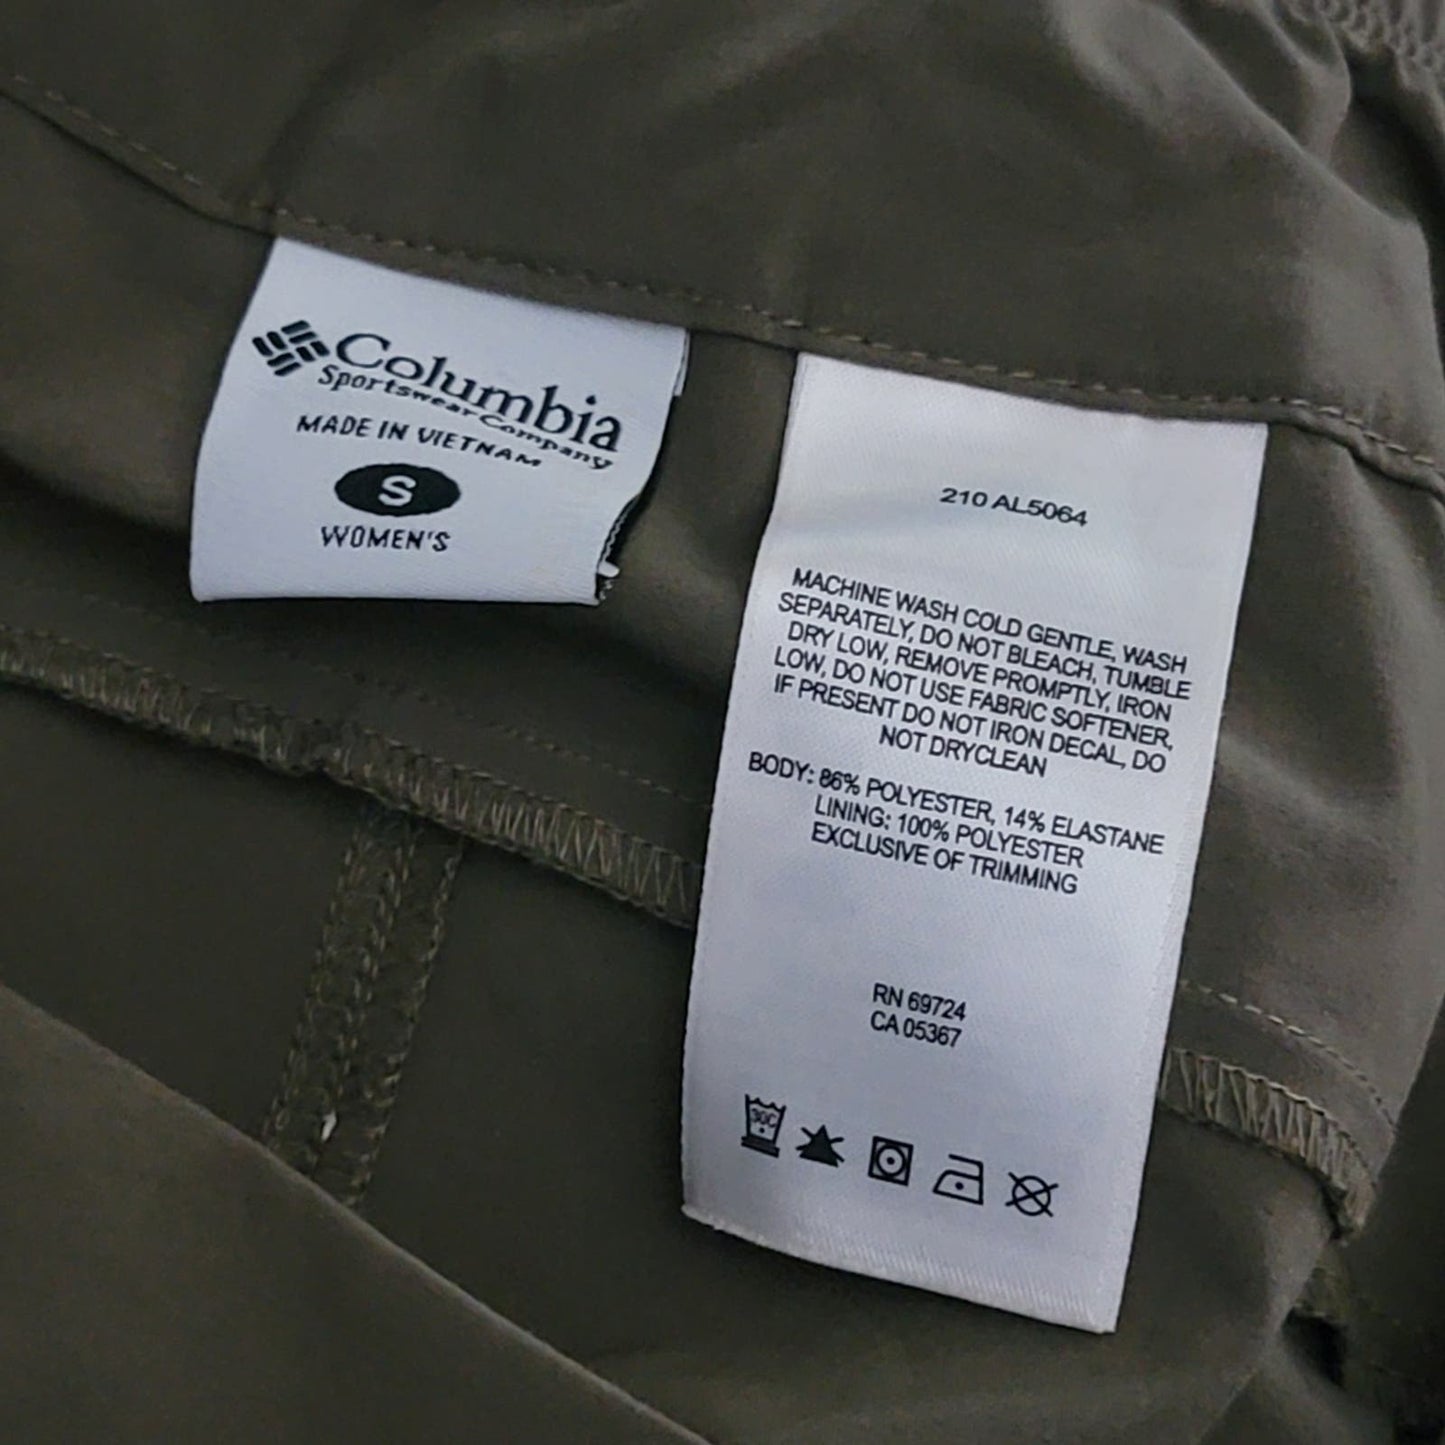 Columbia
Sportswear Company
MADE IN VIETNAM
S
WOMEN'S
210 AL5064
MACHINE WASH COLD GENTLE, WASH
SEPARATELY, DO NOT BLEACH, TUMBLE
DRY LOW, REMOVE PROMPTLY, IRON
LOW, DO NOT USE FABRIC SOFTENER,
IF PRESENT DO NOT IRON DECAL, DO
NOT DRYCLEAN
BODY: 86% POLYESTER, 14% ELASTANE
LINING: 100% POLYESTER
EXCLUSIVE OF TRIMMING
RN 69724
CA 05367
30C